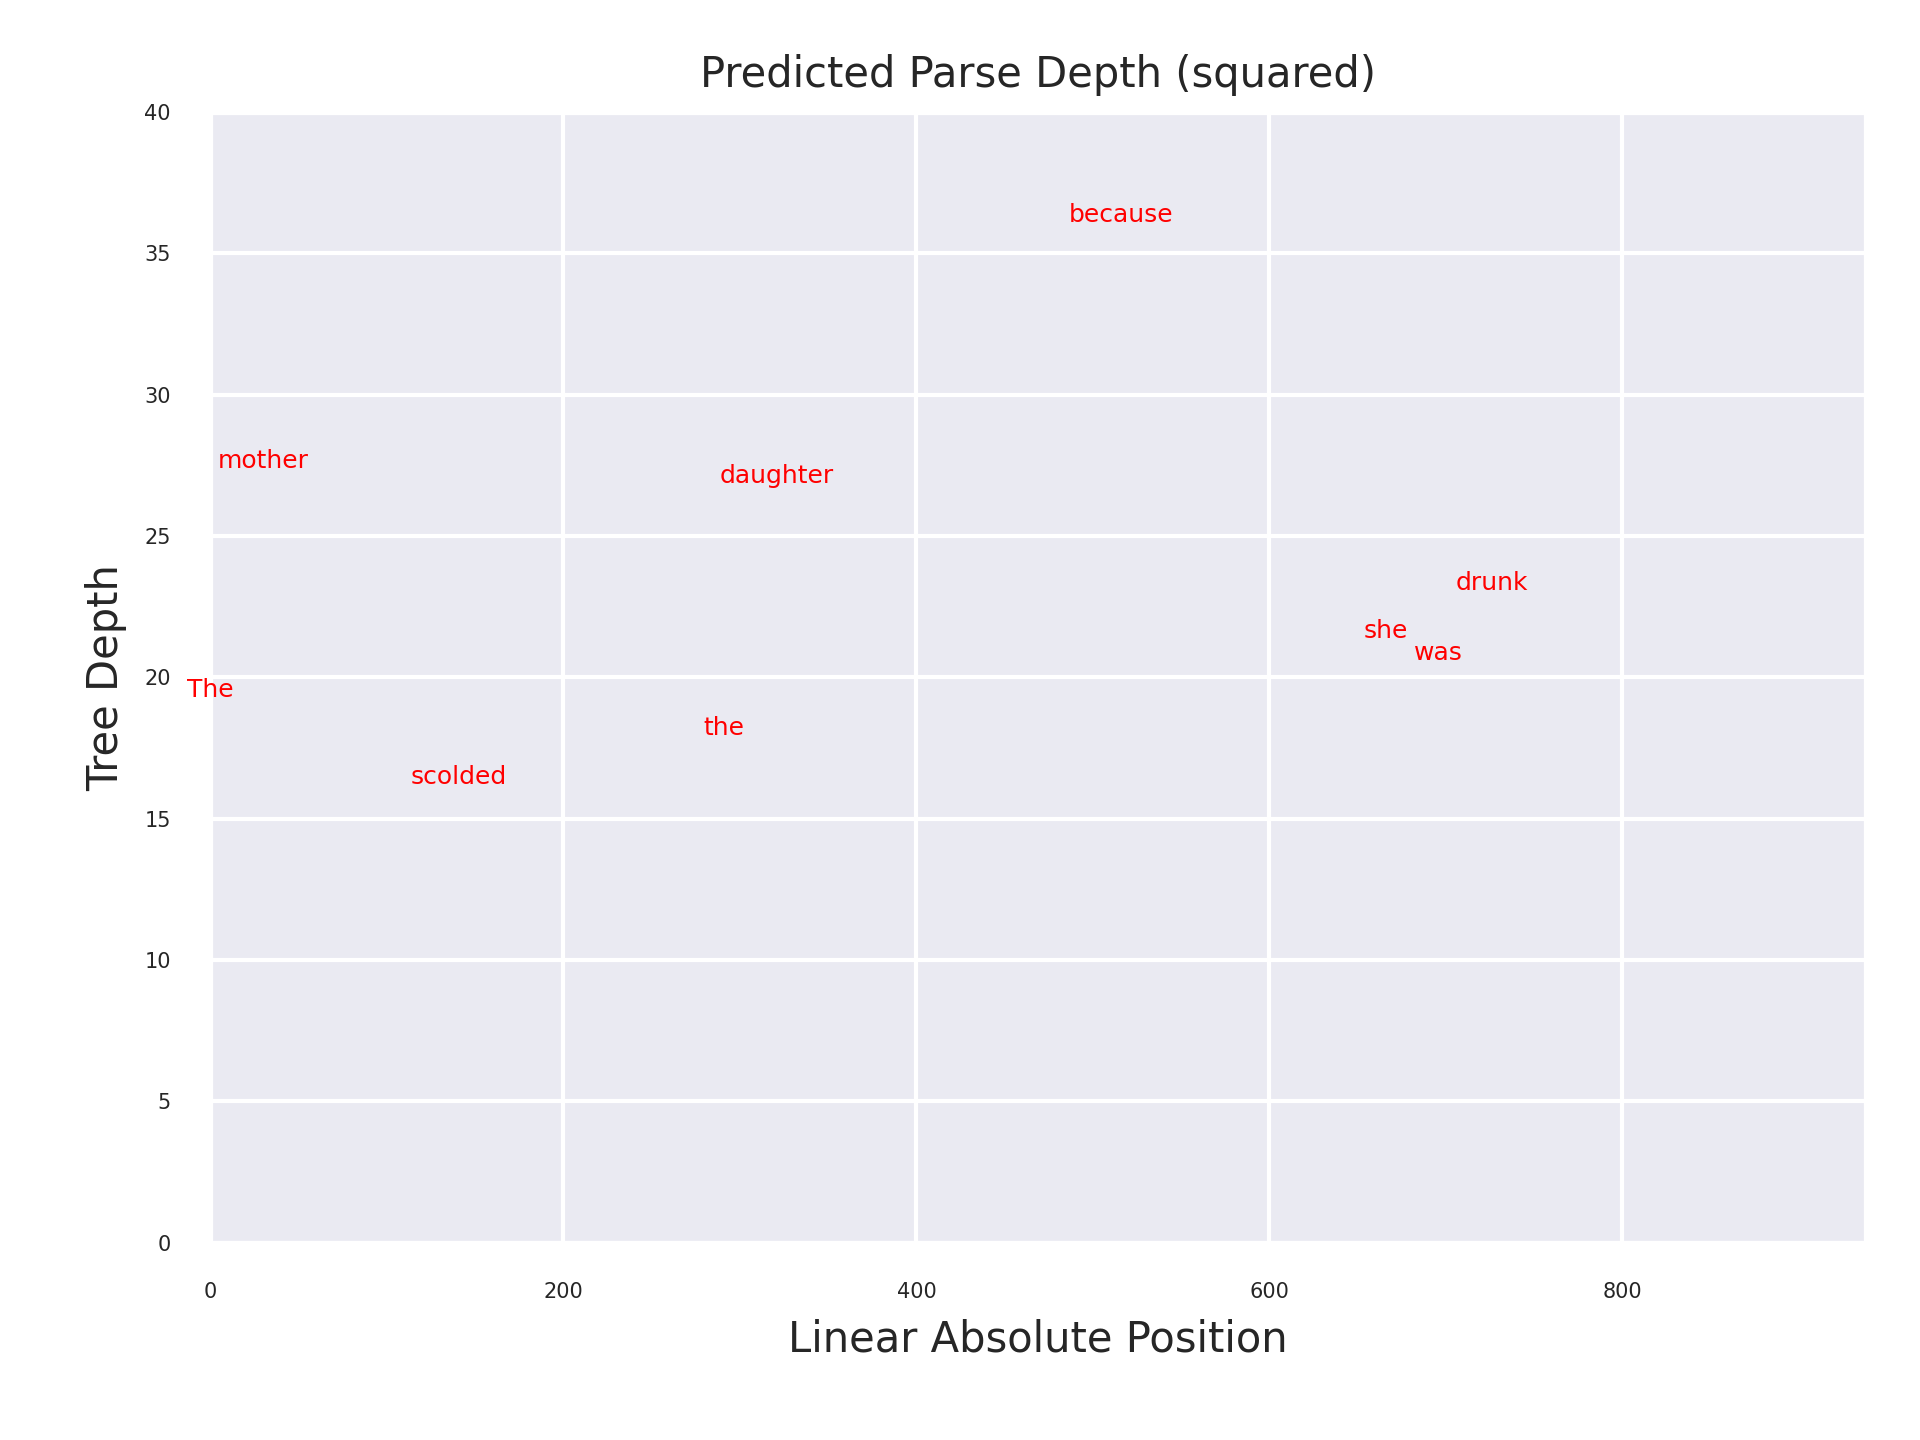 Predicted Parse Depth (squared)
40
because
35
30
mother
daughter
25
drunk
she
was
20
The
the
scolded
15
10
5
0
0 200 400 600 800
Tree Depth
Linear Absolute Position